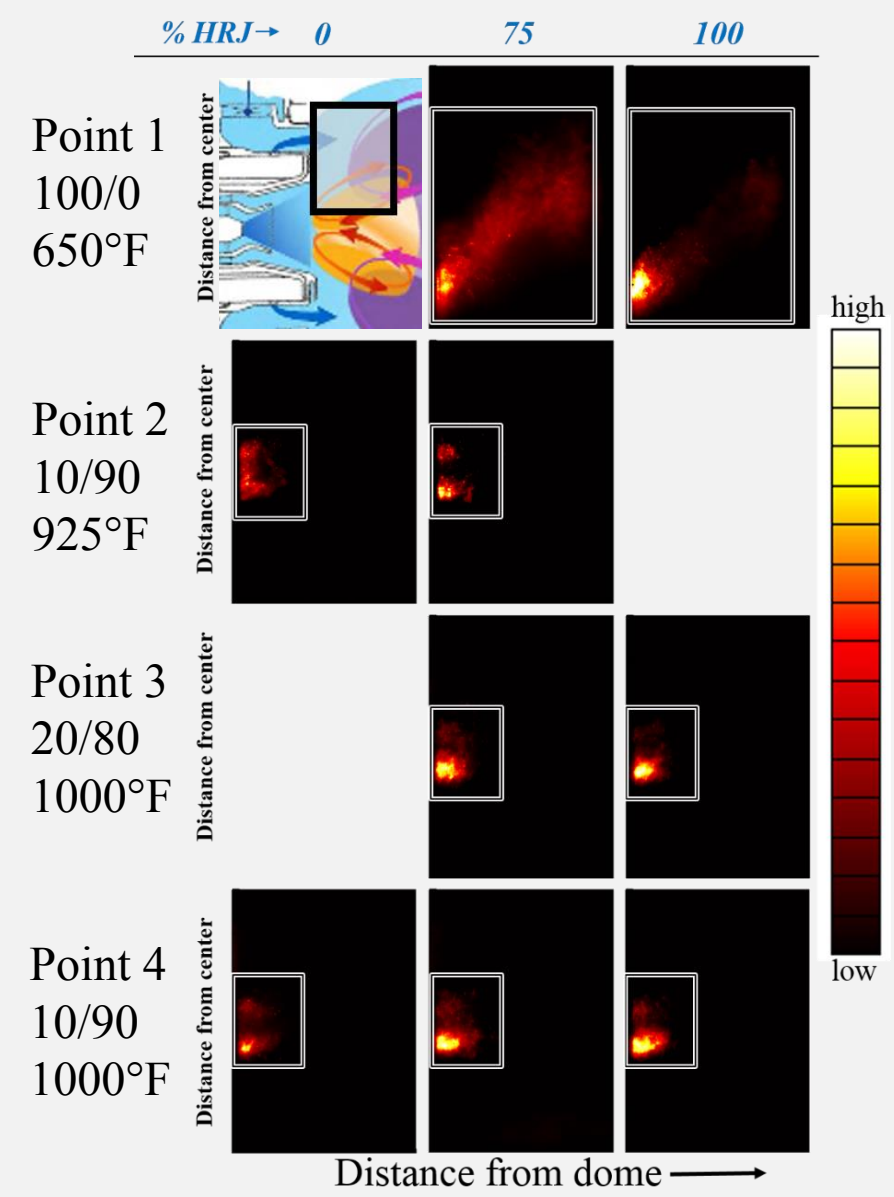 % HRJ→ 0 75 100
Point 1
100/0
650°F
Distance from center
Point 2
10/90
925°F
Distance from center
Point 3
20/80
1000°F
Distance from center
Point 4
10/90
1000°F
Distance from center
high
low
Distance from dome